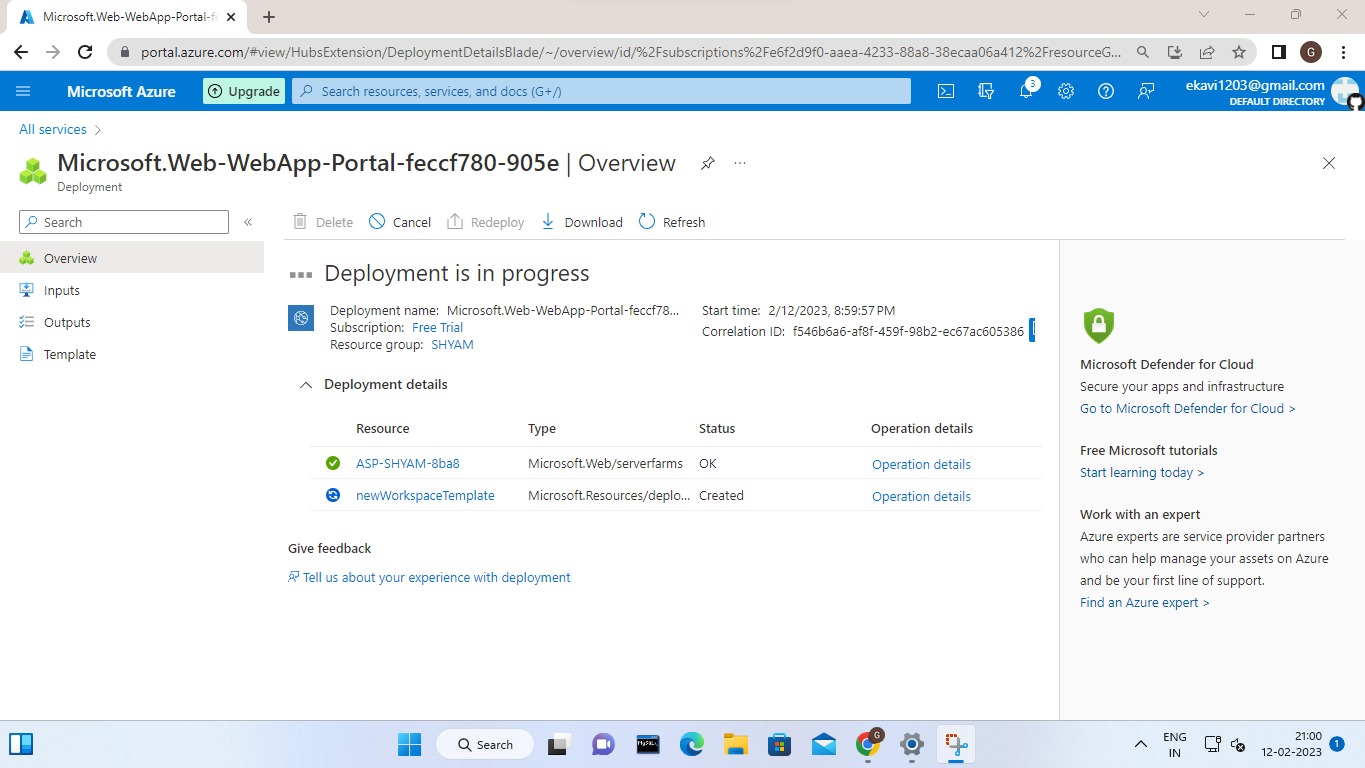 Microsoft.Web-WebApp-Portal-fe
portal.azure.com/#view/HubsExtension/DeploymentDetailsBlade/~/overview/id/%2Fsubscriptions%2Fe6f2d9f0-aaea-4233-88a8-38ecaa06a412%2FresourceG...
G
Microsoft Azure
Upgrade
Search resources, services, and docs (G+/)
3
ekavi1203@gmail.com
DEFAULT DIRECTORY
All services
Microsoft.Web-WebApp-Portal-feccf780-905e | Overview
Deployment
Search
Delete
Cancel
Redeploy
Download
Refresh
Overview
Inputs
Outputs
Template
Deployment is in progress
Deployment name: Microsoft.Web-WebApp-Portal-feccf78...
Subscription: Free Trial
Resource group: SHYAM
Start time: 2/12/2023, 8:59:57 PM
Correlation ID: f546b6a6-af8f-459f-98b2-ec67ac605386
Deployment details
Resource Type Status Operation details
ASP-SHYAM-8ba8 Microsoft.Web/serverfarms OK Operation details
newWorkspaceTemplate Microsoft.Resources/deplo... Created Operation details
Give feedback
Tell us about your experience with deployment
Microsoft Defender for Cloud
Secure your apps and infrastructure
Go to Microsoft Defender for Cloud >
Free Microsoft tutorials
Start learning today >
Work with an expert
Azure experts are service provider partners
who can help manage your assets on Azure
and be your first line of support.
Find an Azure expert >
Search
MySQL
G
ENG
IN
21:00
12-02-2023
1